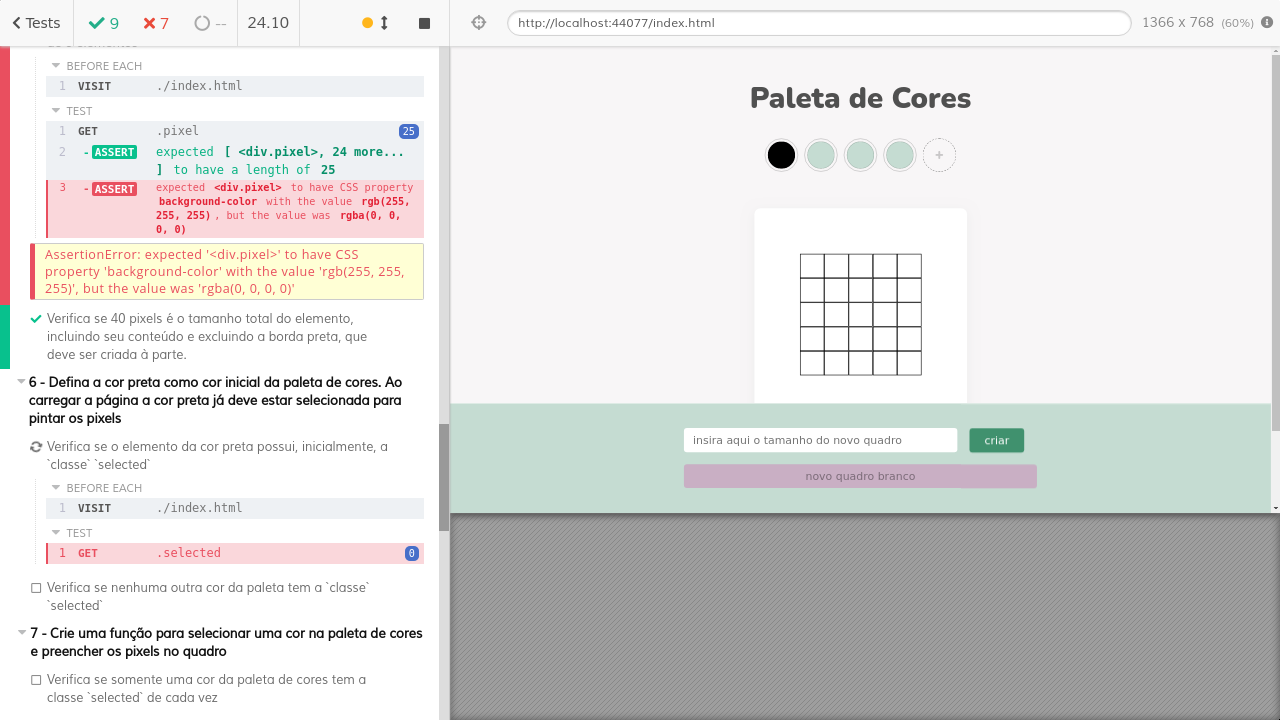 Tests
9
7
--
24.10
http://localhost:44077/index.html
1366 x 768 (60%)
BEFORE EACH
1 VISIT ./index.html
TEST
1 GET .pixel 25
2 - ASSERT expected [ <div.pixel>, 24 more...
] to have a length of 25
3 - ASSERT expected <div.pixel> to have CSS property
background-color with the value rgb(255,
255, 255), but the value was rgba(0, 0,
0, 0)
AssertionError: expected '<div.pixel>' to have CSS
property 'background-color' with the value 'rgb(255, 255,
255)', but the value was 'rgba(0, 0, 0, 0)'
Verifica se 40 pixels é o tamanho total do elemento,
incluindo seu conteúdo e excluindo a borda preta, que
deve ser criada à parte.
6 - Defina a cor preta como cor inicial da paleta de cores. Ao
carregar a página a cor preta já deve estar selecionada para
pintar os pixels
Verifica se o elemento da cor preta possui, inicialmente, a
`classe` `selected`
BEFORE EACH
1 VISIT ./index.html
TEST
1 GET .selected 0
Verifica se nenhuma outra cor da paleta tem a `classe`
`selected`
7 - Crie uma função para selecionar uma cor na paleta de cores
e preencher os pixels no quadro
Verifica se somente uma cor da paleta de cores tem a
classe `selected` de cada vez
Paleta de Cores
+
insira aqui o tamanho do novo quadro
criar
novo quadro branco